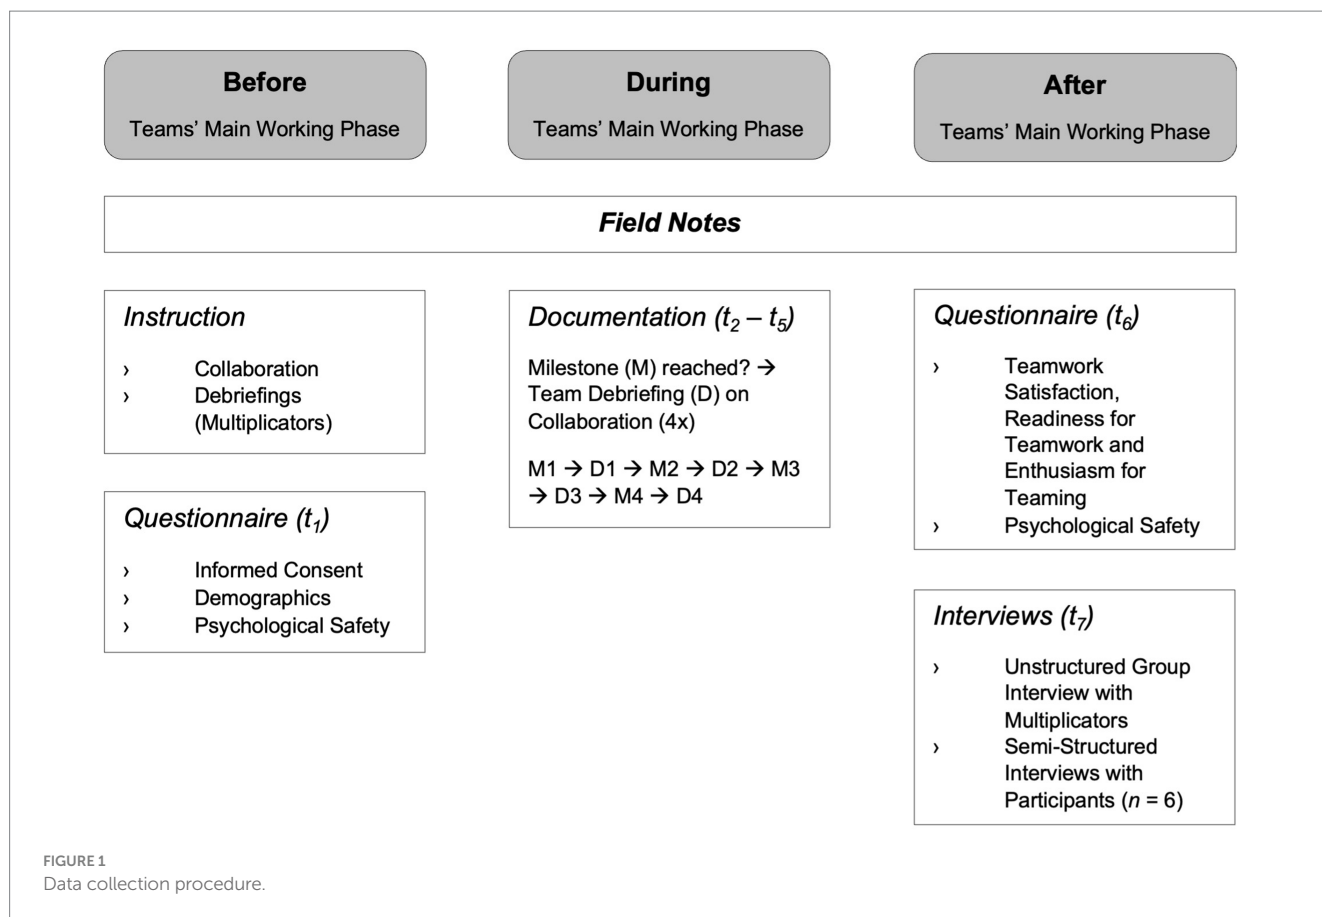 Before
Teams’ Main Working Phase
During
Teams’ Main Working Phase
After
Teams’ Main Working Phase
Field Notes
Instruction
› Collaboration
› Debriefings
(Multiplicators)
Questionnaire (t1)
› Informed Consent
› Demographics
› Psychological Safety
Documentation (t2 – t5)
Milestone (M) reached? →
Team Debriefing (D) on
Collaboration (4x)
M1 → D1 → M2 → D2 → M3
→ D3 → M4 → D4
Questionnaire (t6)
› Teamwork
Satisfaction,
Readiness for
Teamwork and
Enthusiasm for
Teaming
› Psychological Safety
Interviews (t7)
› Unstructured Group
Interview with
Multiplicators
› Semi-Structured
Interviews with
Participants (n = 6)
FIGURE 1
Data collection procedure.